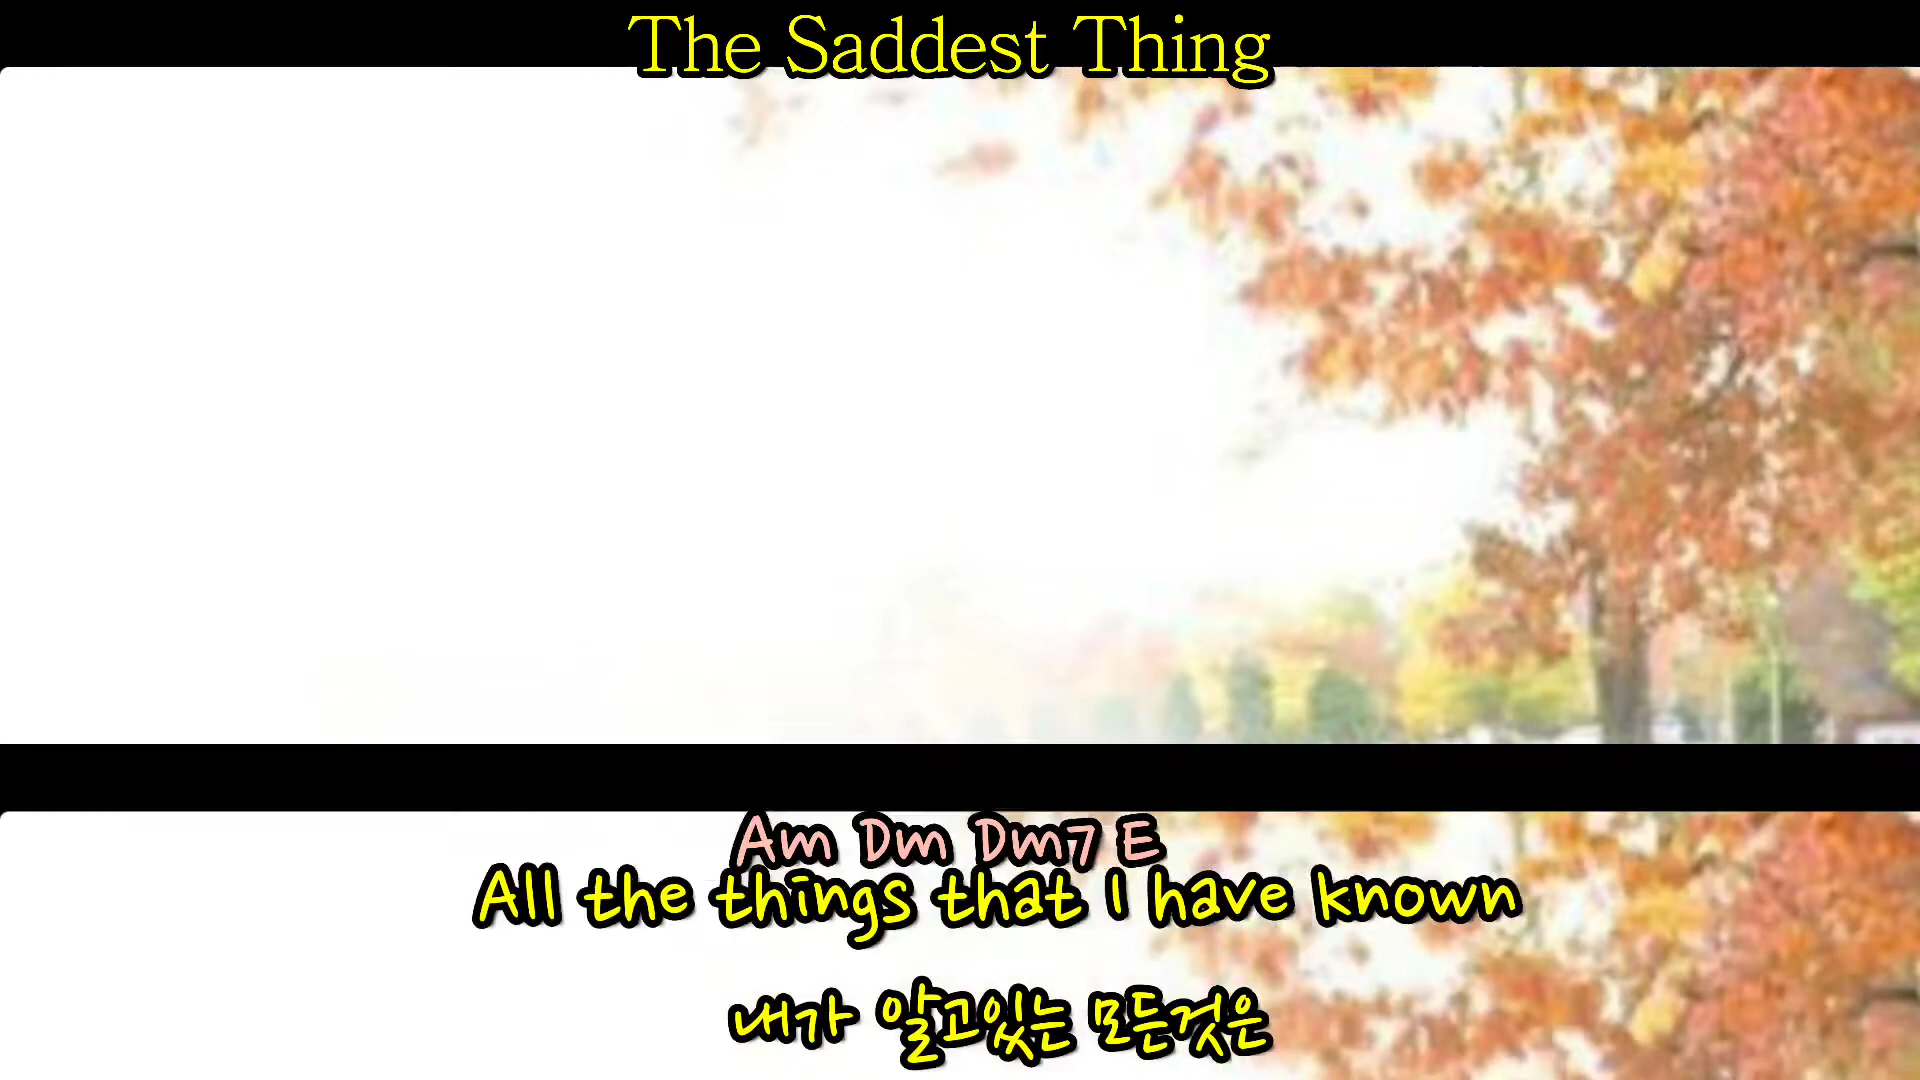 The Saddest Thing
Am Dm Dm7 E
All the things that I have known
내가 알고있는 모든것은